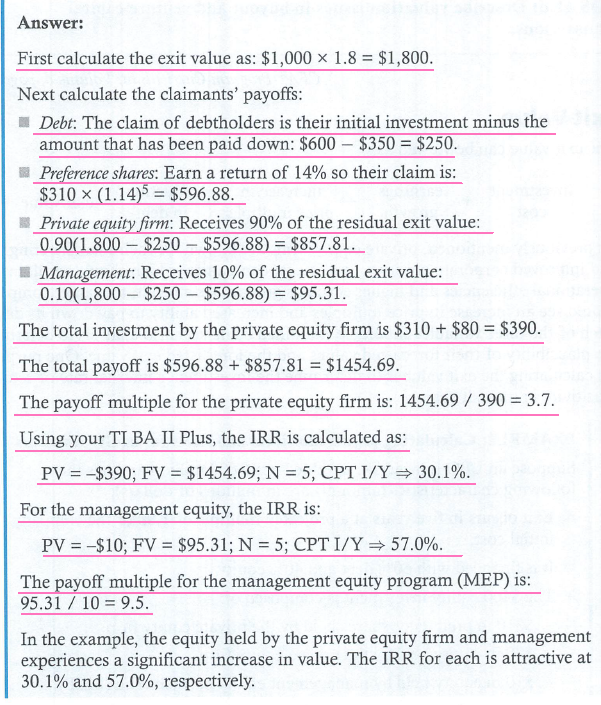 Answer:
First calculate the exit value as: $1,000 × 1.8 = $1,800.
Next calculate the claimants' payoffs:
■ Debt: The claim of debtholders is their initial investment minus the
amount that has been paid down: $600 − $350 = $250.
■ Preference shares: Earn a return of 14% so their claim is:
$310 × (1.14)⁵ = $596.88.
■ Private equity firm: Receives 90% of the residual exit value:
0.90(1.800 − $250 − $596.88) = $857.81.
■ Management: Receives 10% of the residual exit value:
0.10(1,800 − $250 − $596.88) = $95.31.
The total investment by the private equity firm is $310 + $80 = $390.
The total payoff is $596.88 + $857.81 = $1454.69.
The payoff multiple for the private equity firm is: 1454.69 / 390 = 3.7.
Using your TI BA II Plus, the IRR is calculated as:
PV = −$390; FV = $1454.69; N = 5; CPT I/Y ⇒ 30.1%.
For the management equity, the IRR is:
PV = −$10; FV = $95.31; N = 5; CPT I/Y ⇒ 57.0%.
The payoff multiple for the management equity program (MEP) is:
95.31 / 10 = 9.5.
In the example, the equity held by the private equity firm and management
experiences a significant increase in value. The IRR for each is attractive at
30.1% and 57.0%, respectively.